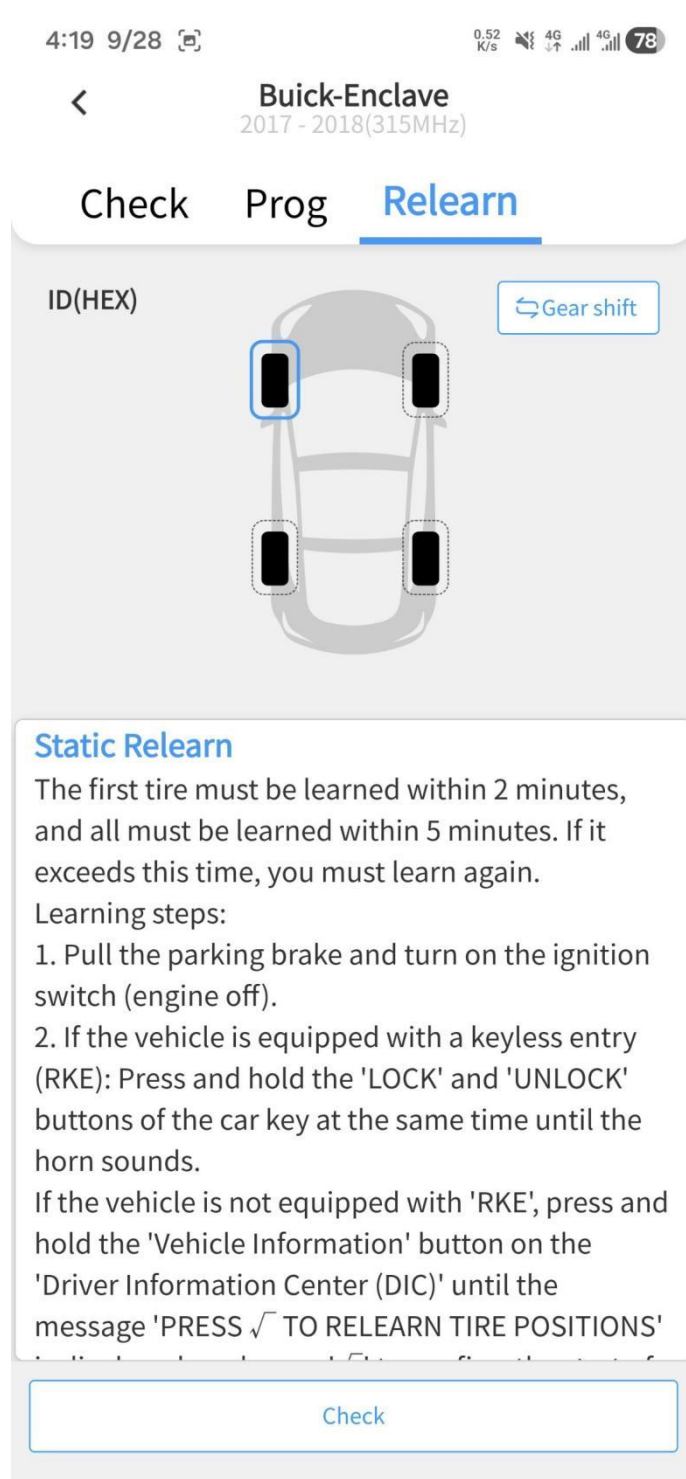 4:19 9/28
0.52 K/s 4G 4G 78
Buick-Enclave
2017 - 2018(315MHz)
Check Prog Relearn
ID(HEX)
Gear shift
Static Relearn
The first tire must be learned within 2 minutes,
and all must be learned within 5 minutes. If it
exceeds this time, you must learn again.
Learning steps:
1. Pull the parking brake and turn on the ignition
switch (engine off).
2. If the vehicle is equipped with a keyless entry
(RKE): Press and hold the 'LOCK' and 'UNLOCK'
buttons of the car key at the same time until the
horn sounds.
If the vehicle is not equipped with 'RKE', press and
hold the 'Vehicle Information' button on the
'Driver Information Center (DIC)' until the
message 'PRESS √ TO RELEARN TIRE POSITIONS'
Check